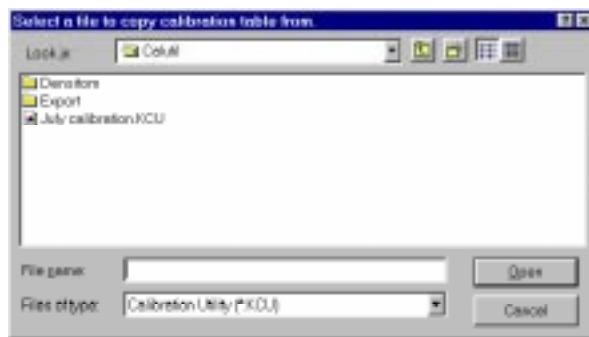 Select a file to copy calibration table from.
Look in: Calutil
Densitom
Export
July calibration.KCU
File name: Open
Files of type: Calibration Utility (*.KCU) Cancel